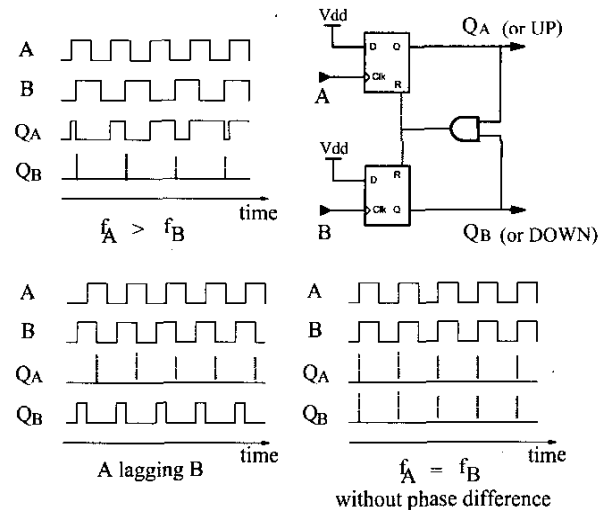 A
B
QA
QB
time
fA > fB
Vdd
D Q
Clk
R
A
QA (or UP)
Vdd
R
D
Clk Q
B
QB (or DOWN)
A
B
QA
QB
time
A lagging B
A
B
QA
QB
time
fA = fB
without phase difference